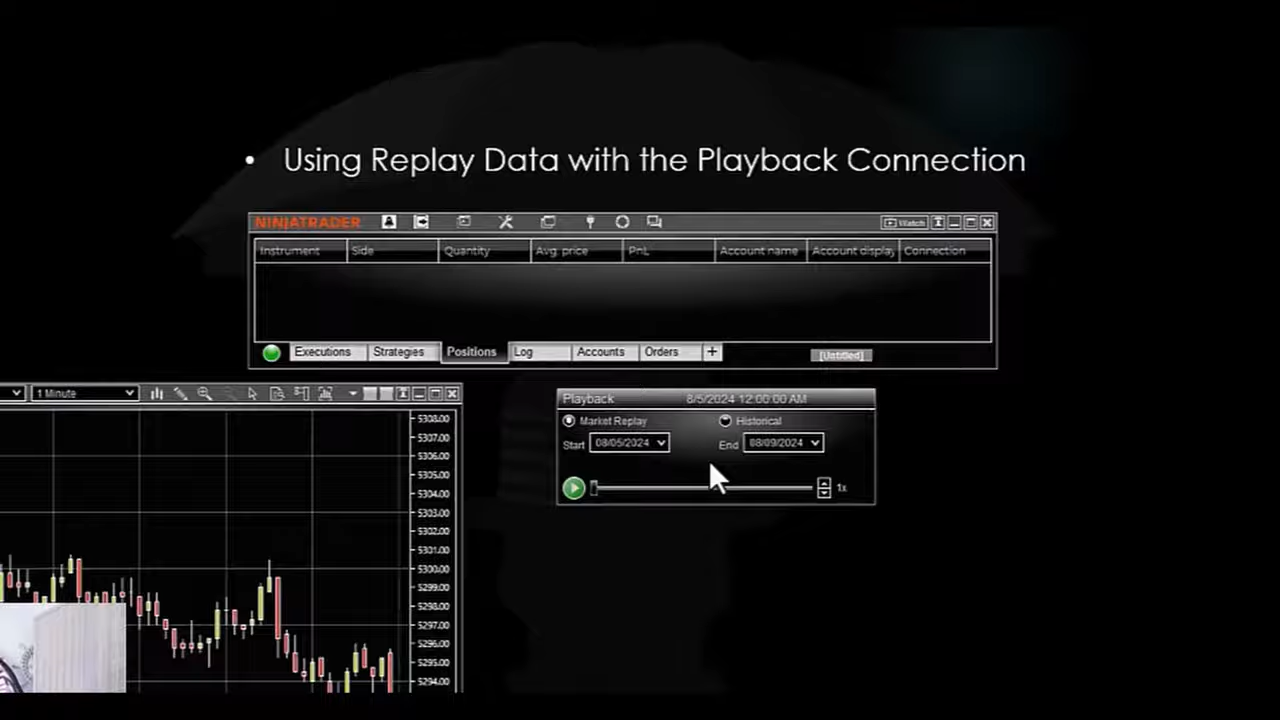 • Using Replay Data with the Playback Connection
NINJATRADER
Watch
Instrument Side Quantity Avg. price PnL Account name Account display Connection
Executions Strategies Positions Log Accounts Orders +
[Untitled]
1 Minute
5308.00
5307.00
5306.00
5305.00
5304.00
5303.00
5302.00
5301.00
5300.00
5299.00
5298.00
5297.00
5296.00
5295.00
5294.00
Playback 8/5/2024 12:00:00 AM
Market Replay Historical
Start 08/05/2024 End 08/09/2024
1x